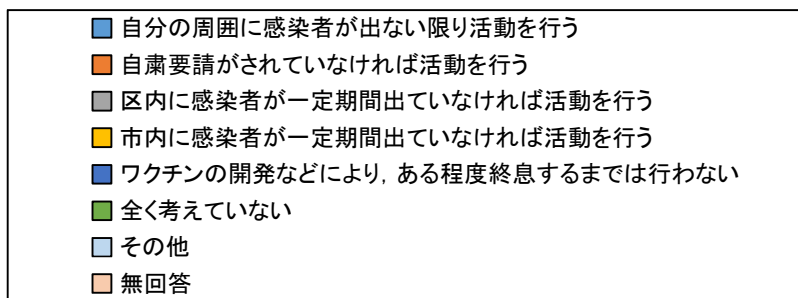 自分の周囲に感染者が出ない限り活動を行う
自粛要請がされていなければ活動を行う
区内に感染者が一定期間出ていなければ活動を行う
市内に感染者が一定期間出ていなければ活動を行う
ワクチンの開発などにより，ある程度終息するまでは行わない
全く考えていない
その他
無回答